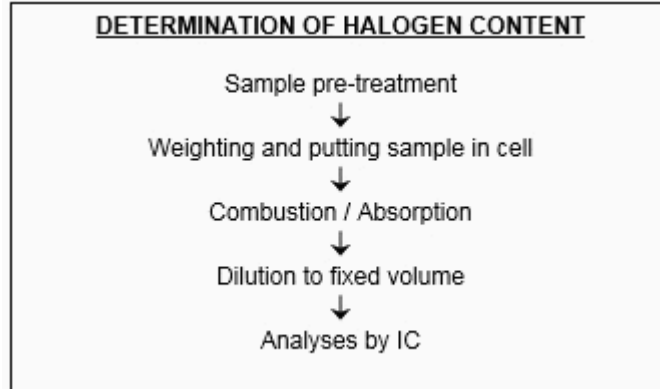 DETERMINATION OF HALOGEN CONTENT
Sample pre-treatment
↓
Weighting and putting sample in cell
↓
Combustion / Absorption
↓
Dilution to fixed volume
↓
Analyses by IC